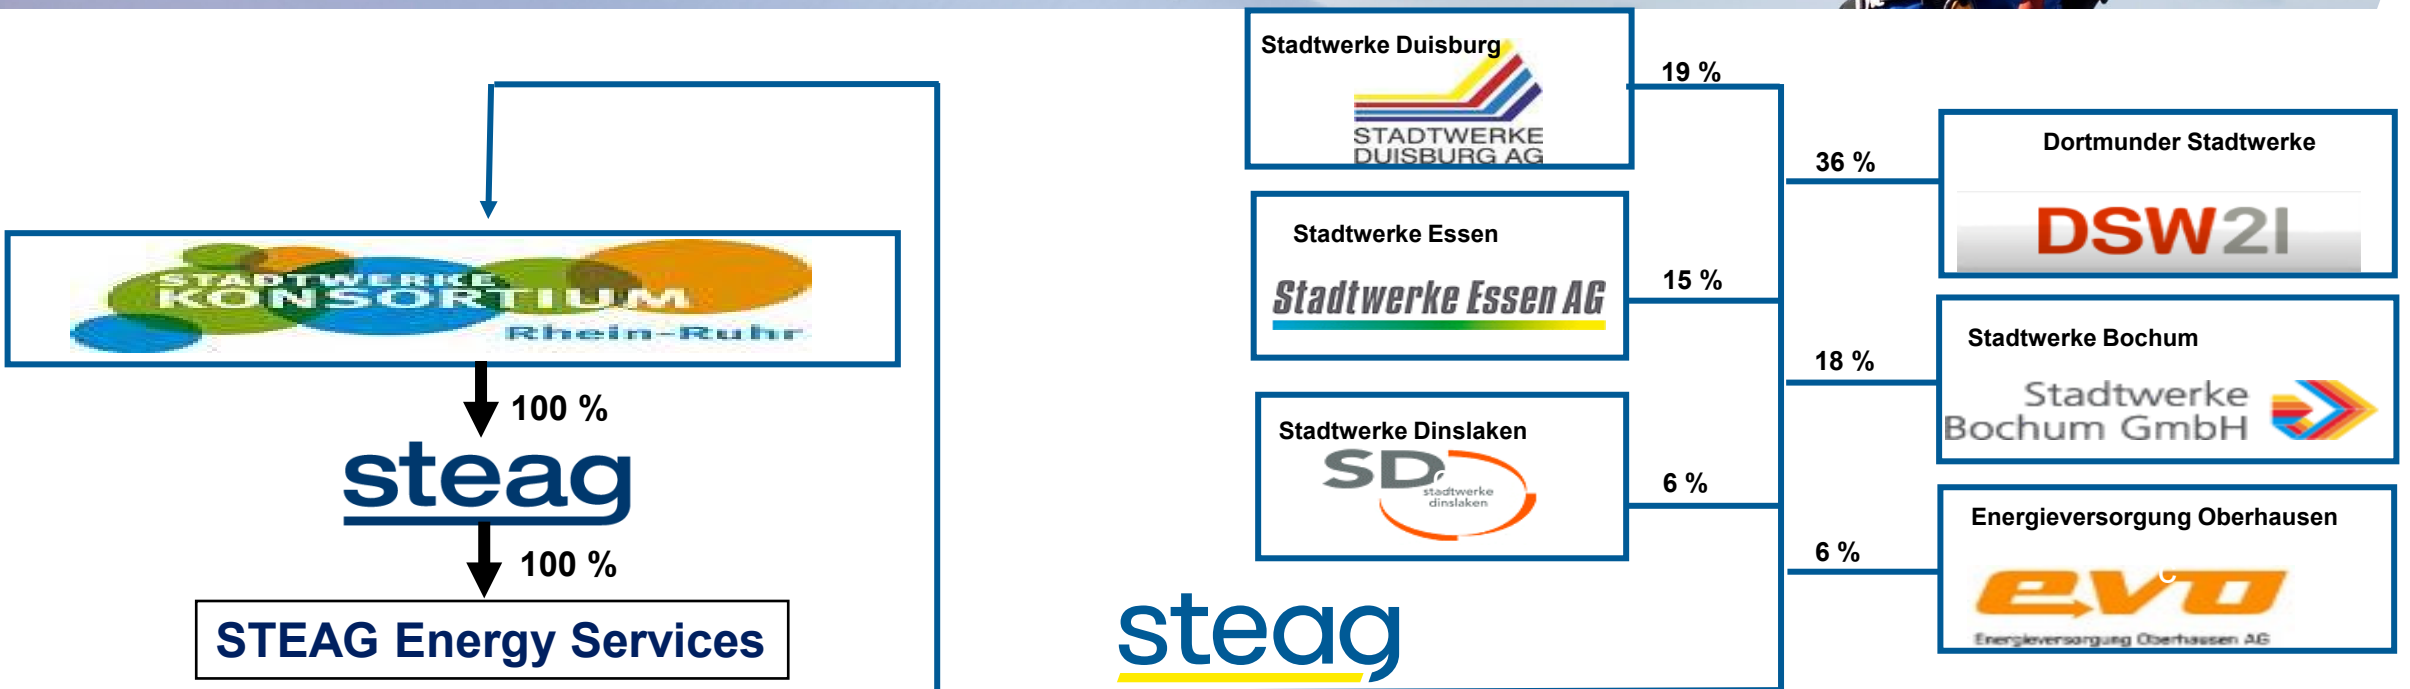 STADTWERKE
KONSORTIUM
Rhein-Ruhr
100 %
steag
100 %
STEAG Energy Services
Stadtwerke Duisburg
STADTWERKE
DUISBURG AG
19 %
Stadtwerke Essen
Stadtwerke Essen AG
15 %
Stadtwerke Dinslaken
SD
stadtwerke
dinslaken
6 %
steag
36 %
Dortmunder Stadtwerke
DSW21
18 %
Stadtwerke Bochum
Stadtwerke
Bochum GmbH
6 %
Energieversorgung Oberhausen
evo
Energieversorgung Oberhausen AG